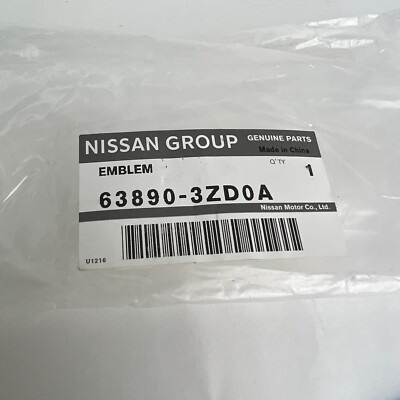 NISSAN GROUP GENUINE PARTS
Made in China
EMBLEM Q'TY 1
63890-3ZD0A
Nissan Motor Co., Ltd.
U1216